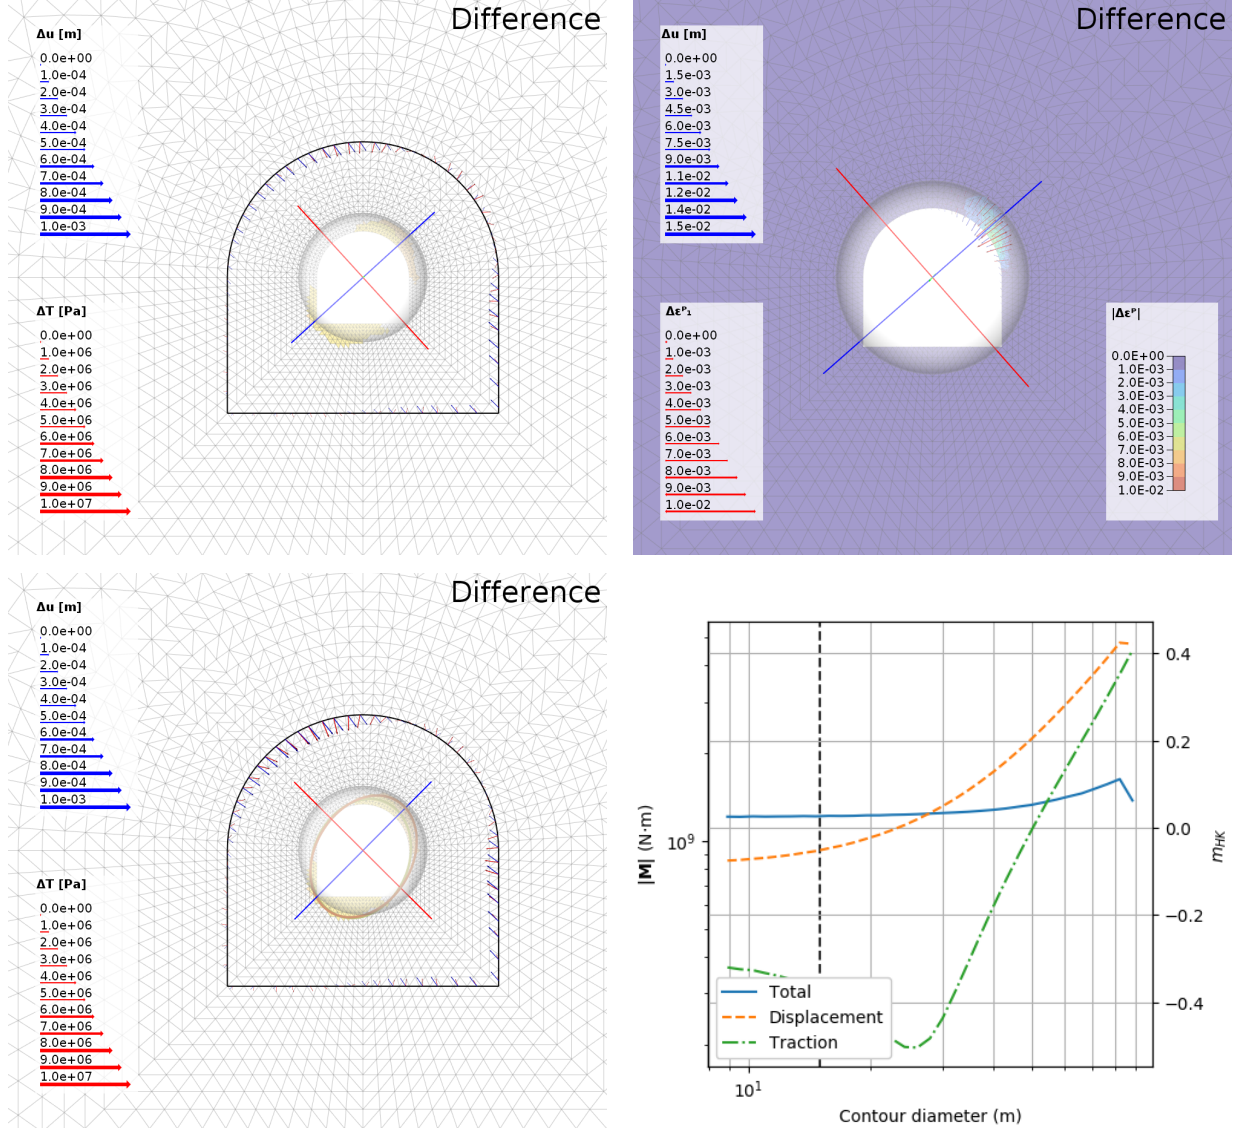 Difference
Δu [m]
0.0e+00
1.0e-04
2.0e-04
3.0e-04
4.0e-04
5.0e-04
6.0e-04
7.0e-04
8.0e-04
9.0e-04
1.0e-03
ΔT [Pa]
0.0e+00
1.0e+06
2.0e+06
3.0e+06
4.0e+06
5.0e+06
6.0e+06
7.0e+06
8.0e+06
9.0e+06
1.0e+07
Difference
Δu [m]
0.0e+00
1.5e-03
3.0e-03
4.5e-03
6.0e-03
7.5e-03
9.0e-03
1.1e-02
1.2e-02
1.4e-02
1.5e-02
Δεᴾ₁
0.0e+00
1.0e-03
2.0e-03
3.0e-03
4.0e-03
5.0e-03
6.0e-03
7.0e-03
8.0e-03
9.0e-03
1.0e-02
|Δεᴾ|
0.0E+00
1.0E-03
2.0E-03
3.0E-03
4.0E-03
5.0E-03
6.0E-03
7.0E-03
8.0E-03
9.0E-03
1.0E-02
Difference
Δu [m]
0.0e+00
1.0e-04
2.0e-04
3.0e-04
4.0e-04
5.0e-04
6.0e-04
7.0e-04
8.0e-04
9.0e-04
1.0e-03
ΔT [Pa]
0.0e+00
1.0e+06
2.0e+06
3.0e+06
4.0e+06
5.0e+06
6.0e+06
7.0e+06
8.0e+06
9.0e+06
1.0e+07
|M| (N·m)
10⁹
0.4
0.2
0.0
−0.2
−0.4
m_HK
Total
Displacement
Traction
10¹
Contour diameter (m)